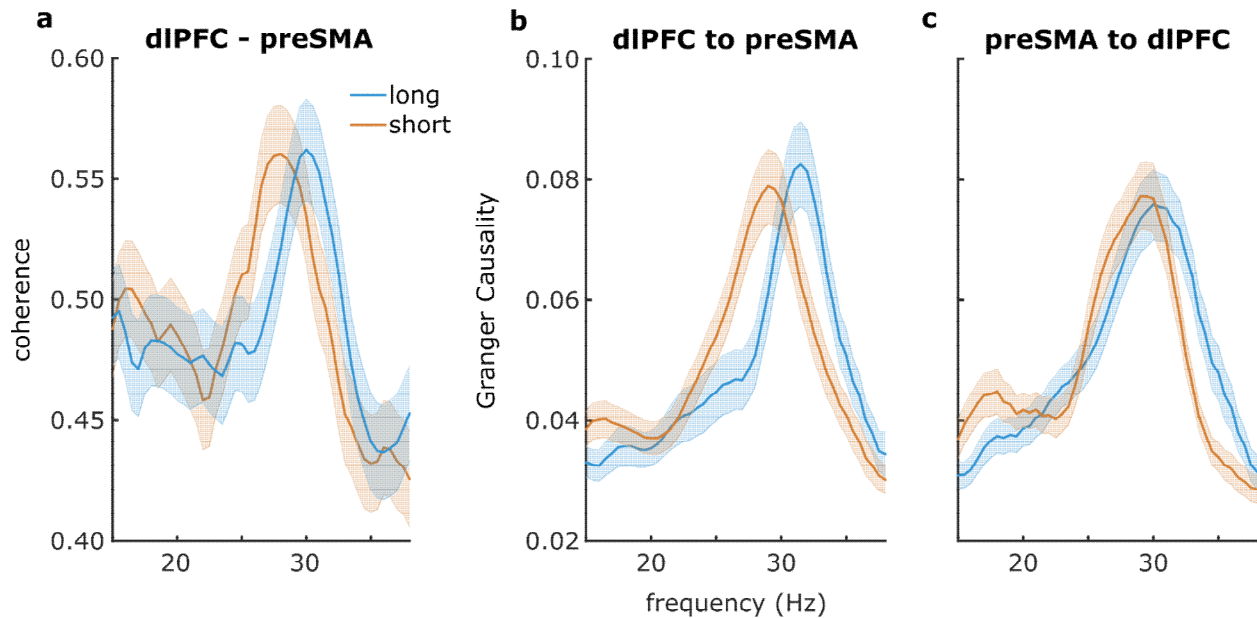 a
dlPFC - preSMA
0.60
0.55
0.50
0.45
0.40
coherence
long
short
20
30
b
dlPFC to preSMA
0.10
0.08
0.06
0.04
0.02
Granger Causality
20
30
frequency (Hz)
c
preSMA to dlPFC
20
30